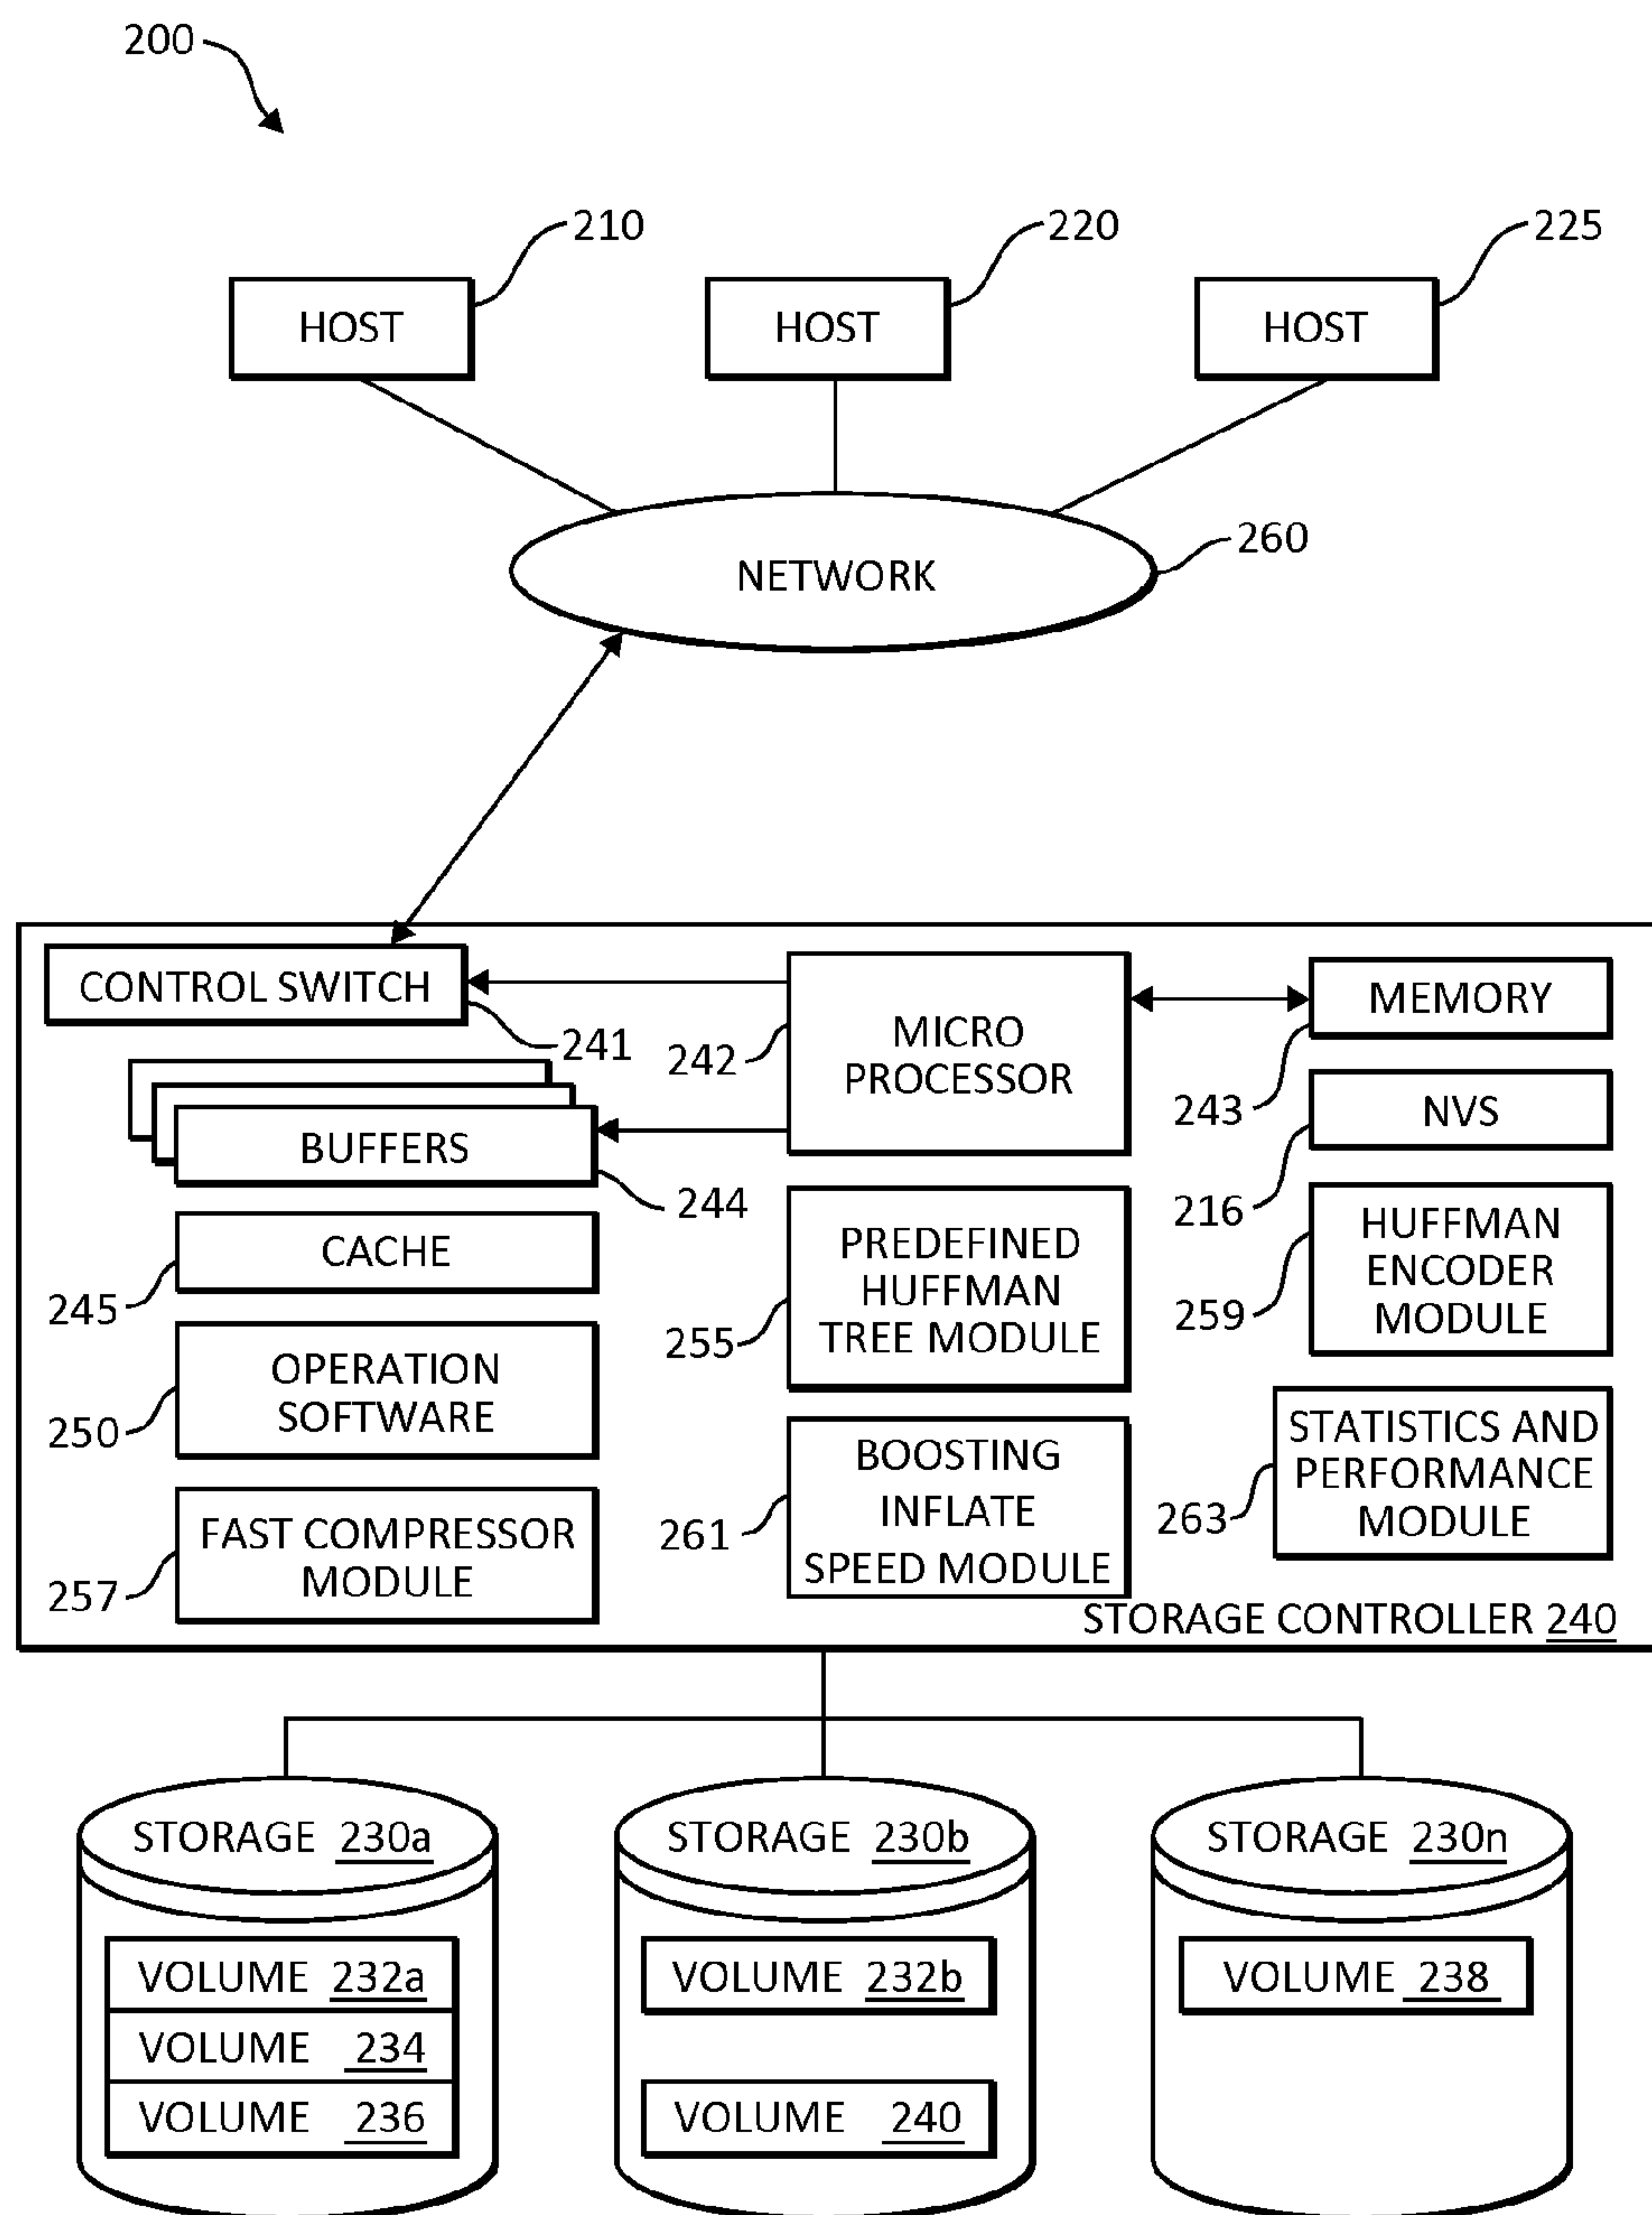 200
210
220
225
HOST
HOST
HOST
260
NETWORK
CONTROL SWITCH
241
242
MICRO
PROCESSOR
MEMORY
243
NVS
216
BUFFERS
244
CACHE
245
PREDEFINED
HUFFMAN
TREE MODULE
255
HUFFMAN
ENCODER
MODULE
259
OPERATION
SOFTWARE
250
BOOSTING
INFLATE
SPEED MODULE
261
STATISTICS AND
PERFORMANCE
MODULE
263
FAST COMPRESSOR
MODULE
257
STORAGE CONTROLLER 240
STORAGE 230a
STORAGE 230b
STORAGE 230n
VOLUME 232a
VOLUME 234
VOLUME 236
VOLUME 232b
VOLUME 240
VOLUME 238